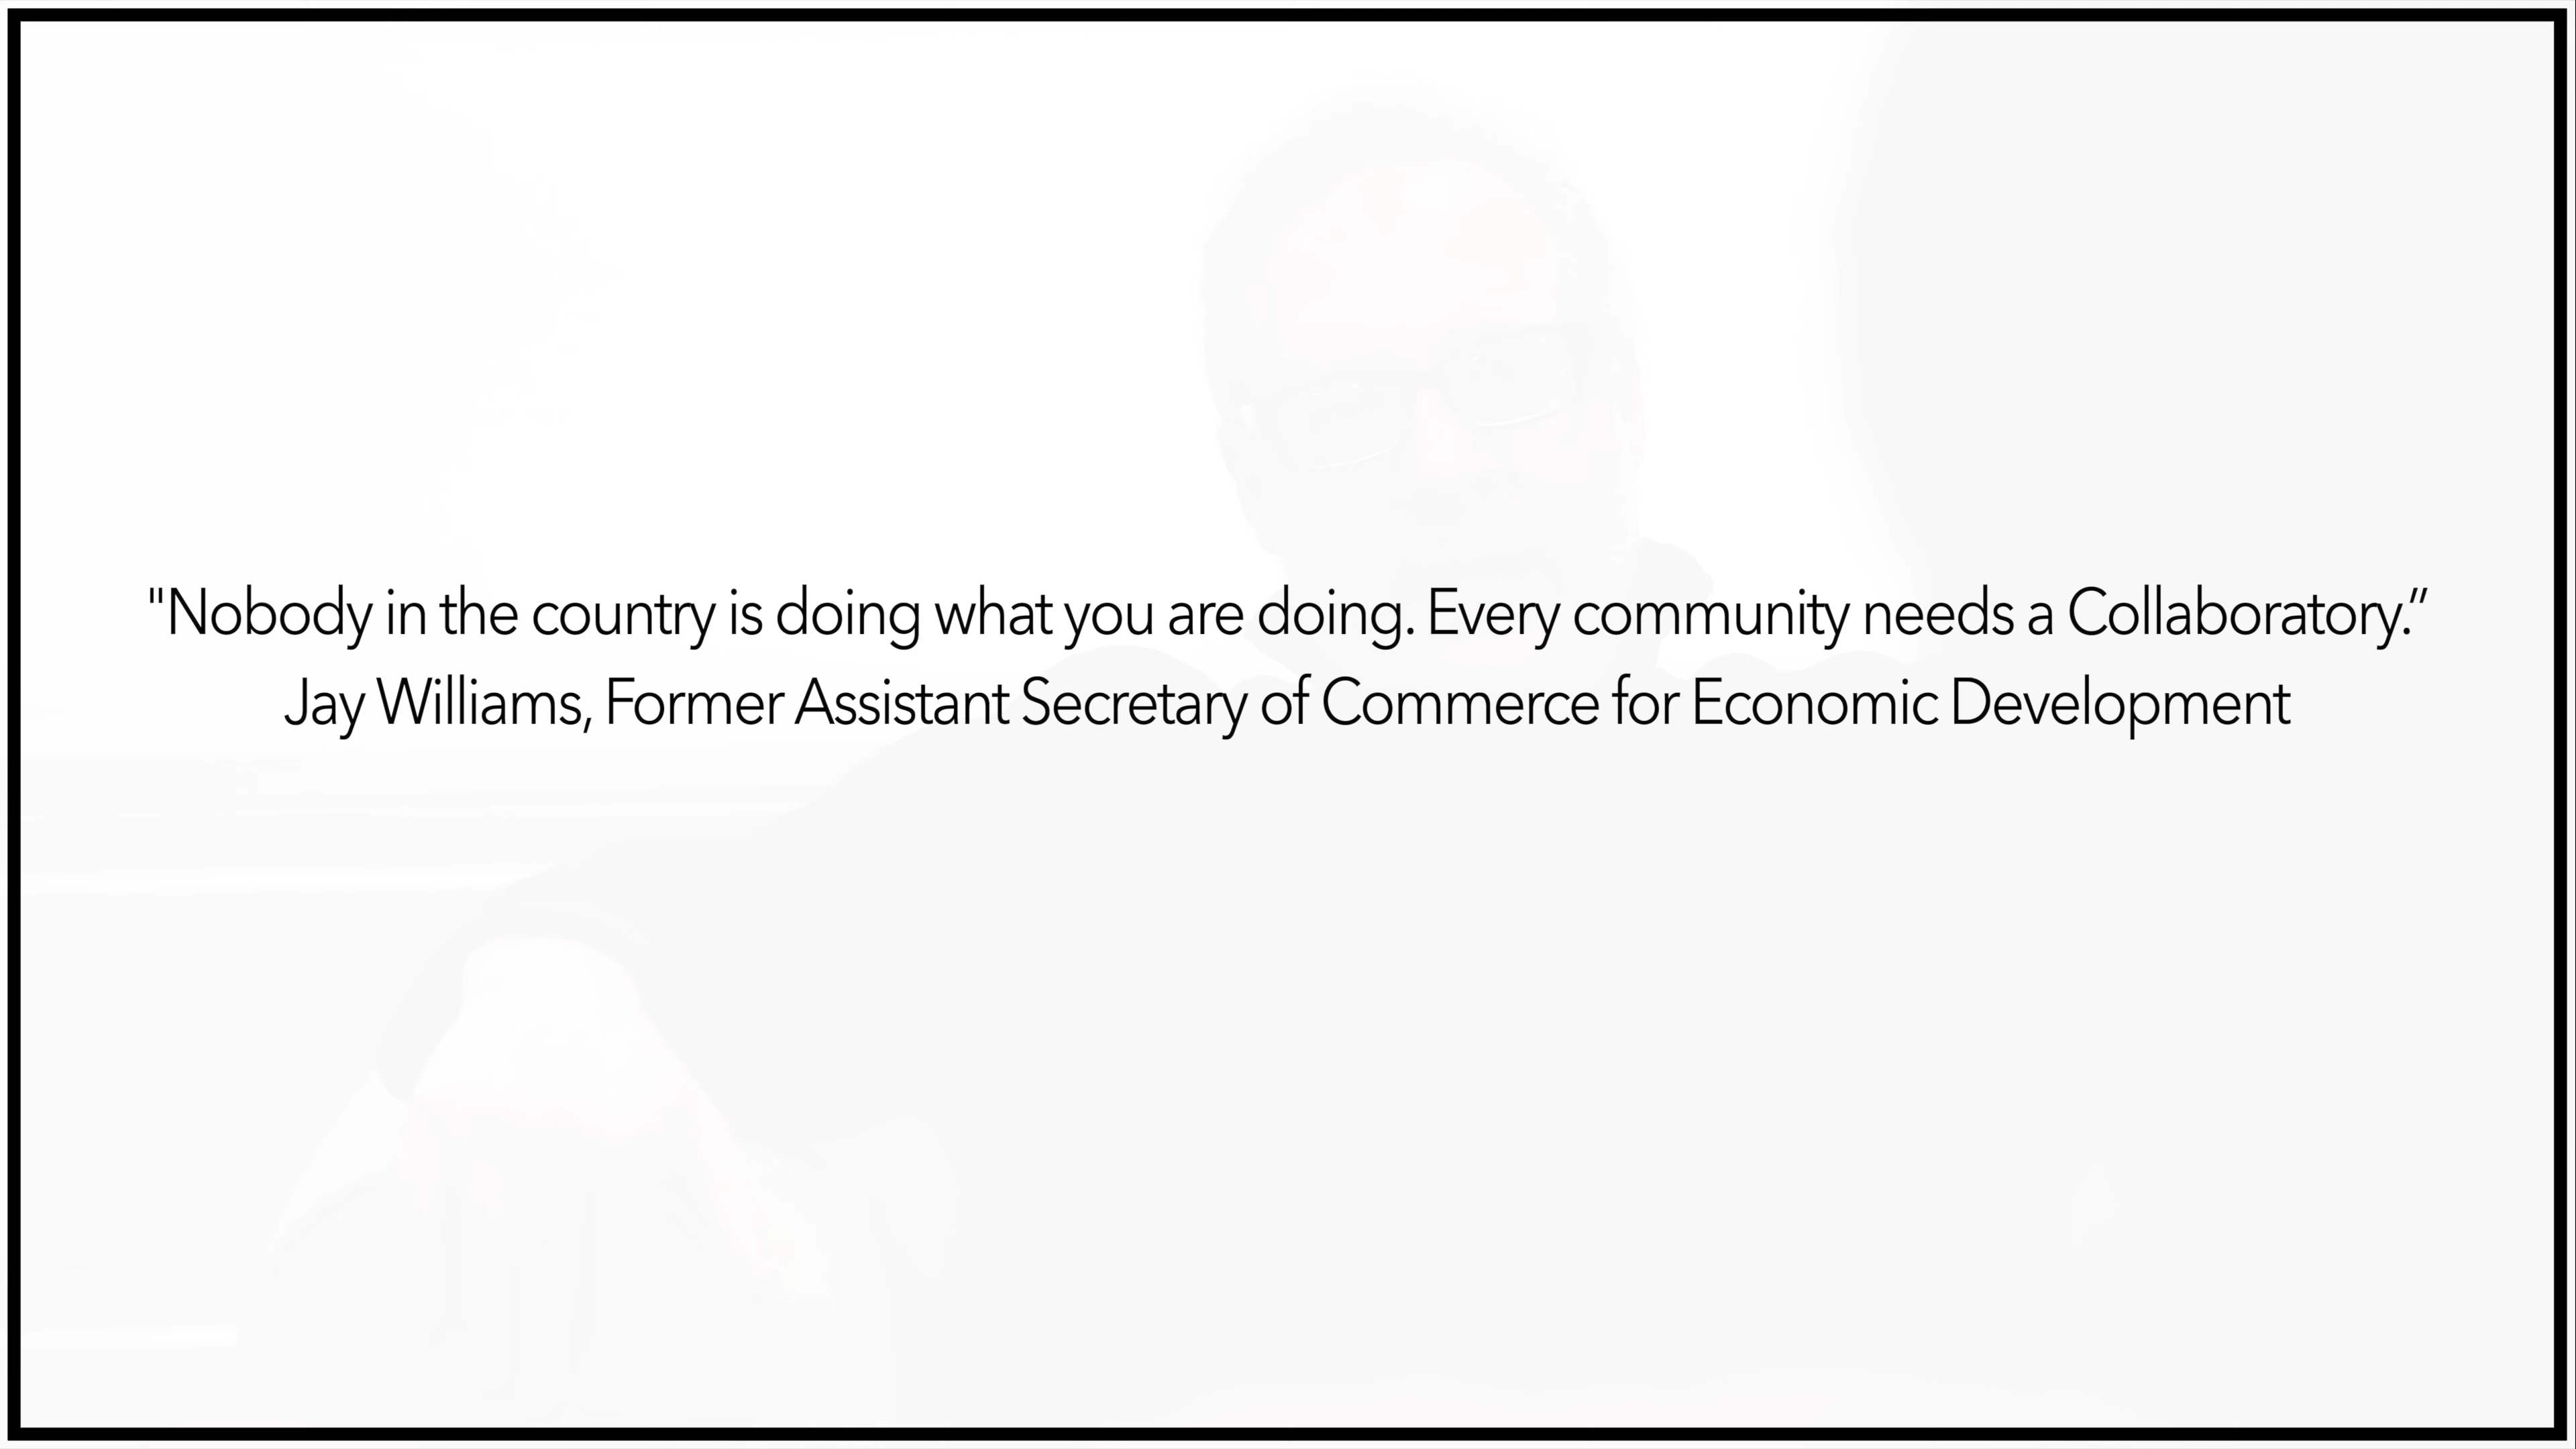 "Nobody in the country is doing what you are doing. Every community needs a Collaboratory.”
Jay Williams, Former Assistant Secretary of Commerce for Economic Development